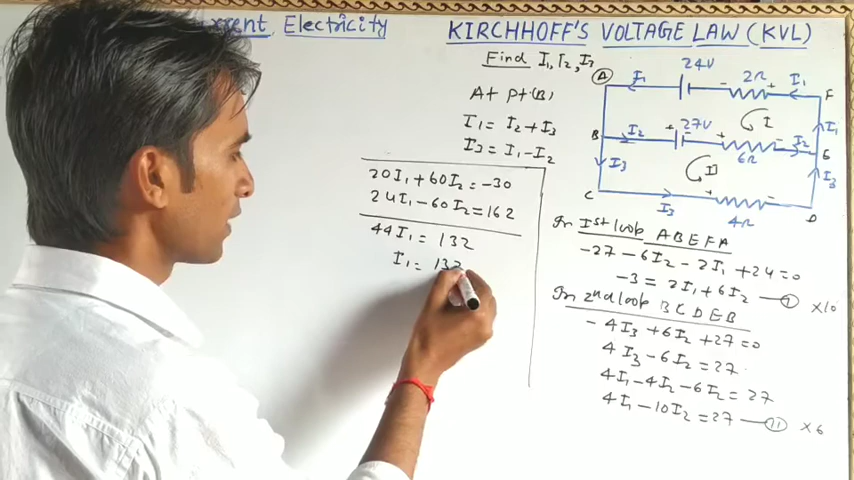 Current Electricity
KIRCHHOFF'S VOLTAGE LAW (KVL)
Find I₁, I₂, I₃
At pt (B)
I₁ = I₂ + I₃
I₃ = I₁ - I₂
20I₁ + 60I₂ = -30
24I₁ - 60I₂ = 162
44I₁ = 132
I₁ = 132
24V
A
I₁
- 2Ω +
I₁
F
I
I₁
B
I₂
+ 27V
+ 6Ω -
I₂
E
I₃
II
I₃
C
I₃
+ 4Ω -
D
In Ist loop ABEFA
-27 - 6I₂ - 2I₁ + 24 = 0
-3 = 2I₁ + 6I₂ — (I) ×10
In 2nd loop BCDEB
- 4I₃ + 6I₂ + 27 = 0
4I₃ - 6I₂ = 27
4I₁ - 4I₂ - 6I₂ = 27
4I₁ - 10I₂ = 27 — (II) ×6